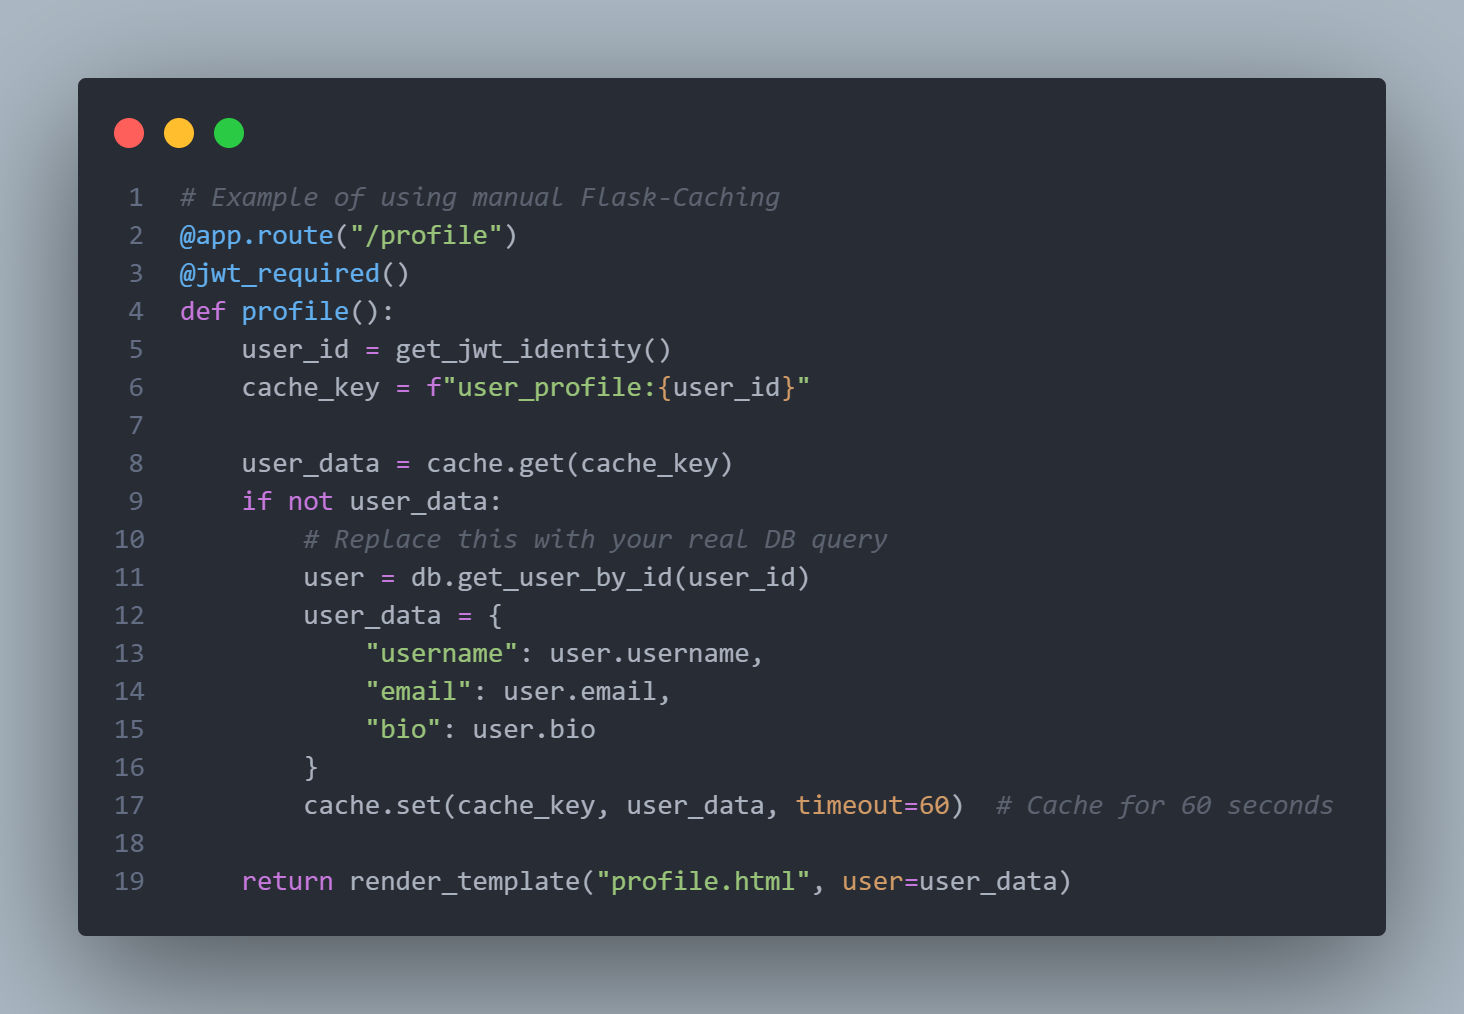 1 # Example of using manual Flask-Caching
2 @app.route("/profile")
3 @jwt_required()
4 def profile():
5     user_id = get_jwt_identity()
6     cache_key = f"user_profile:{user_id}"
7
8     user_data = cache.get(cache_key)
9     if not user_data:
10         # Replace this with your real DB query
11         user = db.get_user_by_id(user_id)
12         user_data = {
13             "username": user.username,
14             "email": user.email,
15             "bio": user.bio
16         }
17         cache.set(cache_key, user_data, timeout=60)  # Cache for 60 seconds
18
19     return render_template("profile.html", user=user_data)